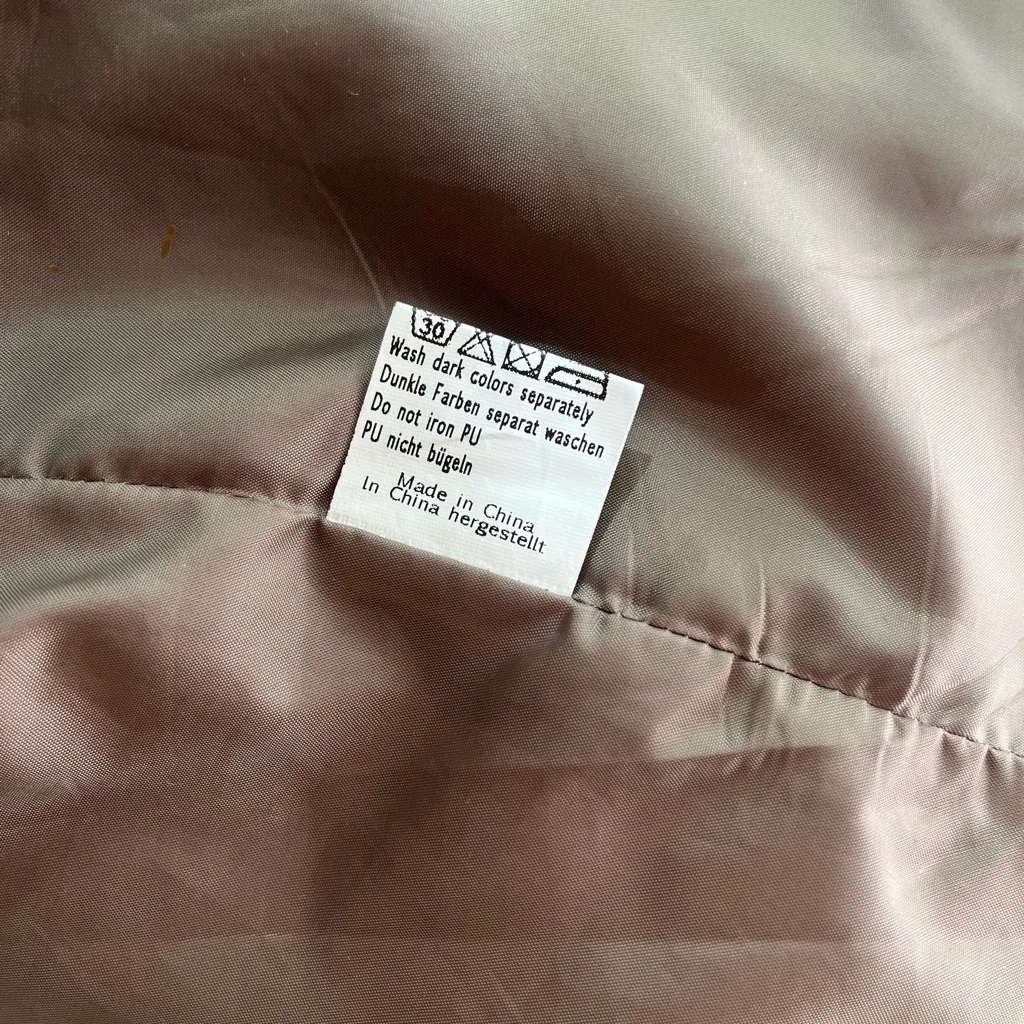 30
Wash dark colors separately
Dunkle Farben separat waschen
Do not iron PU
PU nicht bügeln
Made in China
In China hergestellt